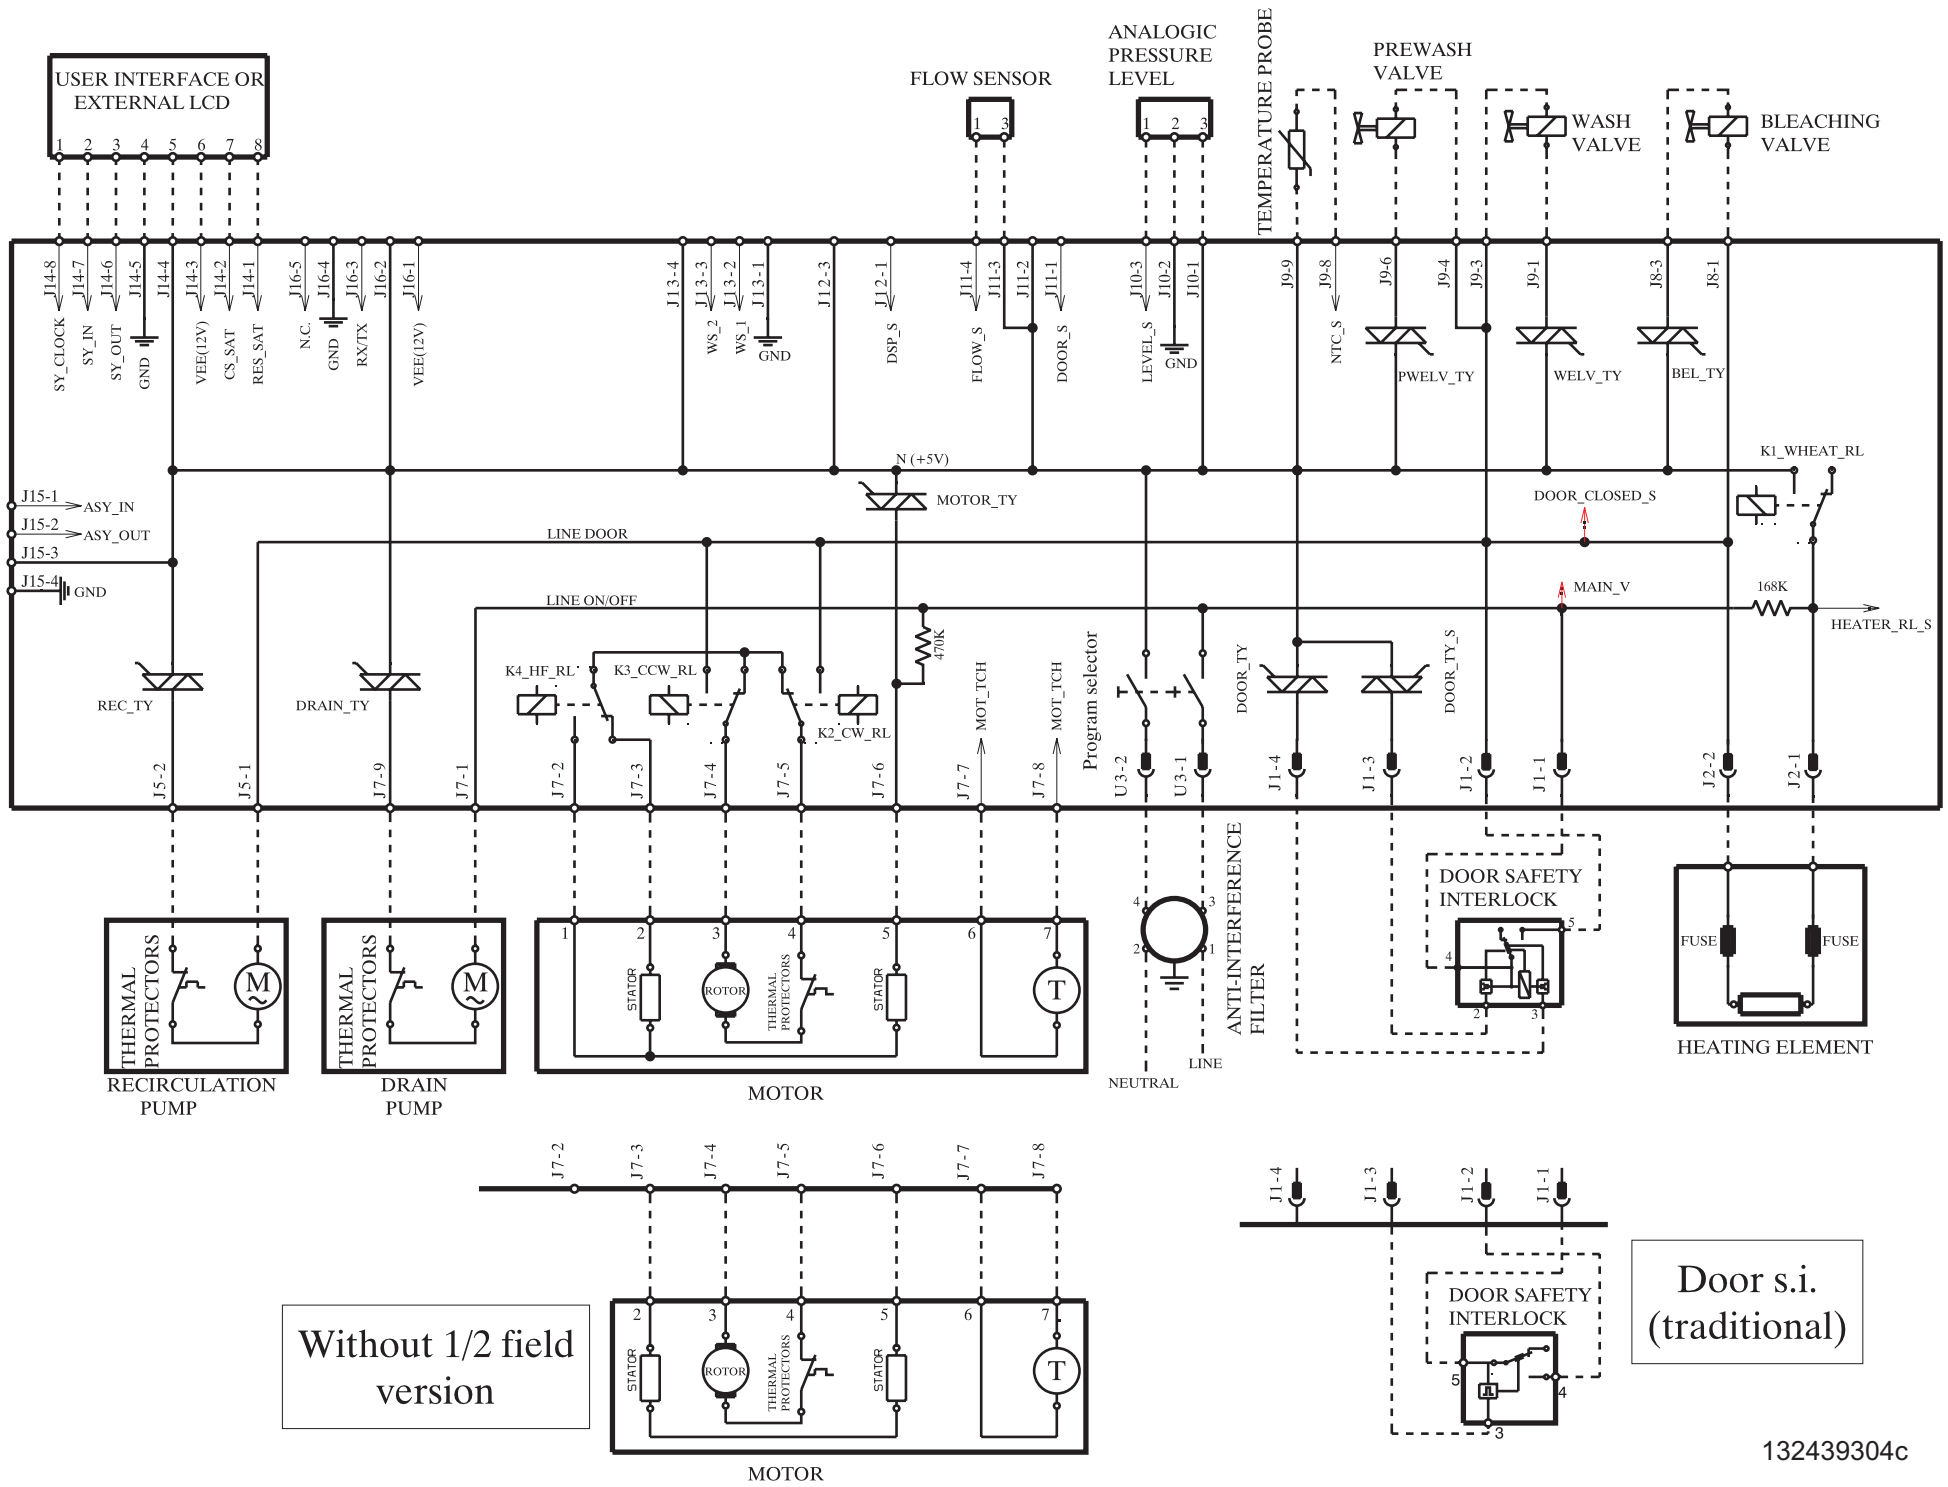 USER INTERFACE OR
EXTERNAL LCD
1 2 3 4 5 6 7 8
FLOW SENSOR
1 3
ANALOGIC
PRESSURE
LEVEL
1 2 3
TEMPERATURE PROBE
PREWASH
VALVE
WASH
VALVE
BLEACHING
VALVE
J14-8 J14-7 J14-6 J14-5 J14-4 J14-3 J14-2 J14-1 J16-5 J16-4 J16-3 J16-2 J16-1 J13-4 J13-3 J13-2 J13-1 J12-3 J12-1 J11-4 J11-3 J11-2 J11-1 J10-3 J10-2 J10-1 J9-9 J9-8 J9-6 J9-4 J9-3 J9-1 J8-3 J8-1
SY_CLOCK SY_IN SY_OUT GND VEE(12V) CS_SAT RES_SAT N.C. GND RX/TX VEE(12V) WS_2 WS_1 GND DSP_S FLOW_S DOOR_S LEVEL_S GND NTC_S
PWELV_TY WELV_TY BEL_TY
N (+5V)
K1_WHEAT_RL
MOTOR_TY
DOOR_CLOSED_S
J15-1 ASY_IN
J15-2 ASY_OUT
J15-3
J15-4 GND
LINE DOOR
LINE ON/OFF
MAIN_V
168K
HEATER_RL_S
470K
REC_TY
DRAIN_TY
K4_HF_RL
K3_CCW_RL
K2_CW_RL
MOT_TCH
MOT_TCH
Program selector
DOOR_TY
DOOR_TY_S
J5-2 J5-1 J7-9 J7-1 J7-2 J7-3 J7-4 J7-5 J7-6 J7-7 J7-8 U3-2 U3-1 J1-4 J1-3 J1-2 J1-1 J2-2 J2-1
THERMAL
PROTECTORS
M
RECIRCULATION
PUMP
THERMAL
PROTECTORS
M
DRAIN
PUMP
1 2 3 4 5 6 7
STATOR
ROTOR
THERMAL
PROTECTORS
STATOR
T
MOTOR
4 3
2 1
NEUTRAL
LINE
ANTI-INTERFERENCE
FILTER
DOOR SAFETY
INTERLOCK
5
4
2 3
FUSE FUSE
HEATING ELEMENT
J7-2 J7-3 J7-4 J7-5 J7-6 J7-7 J7-8
2 3 4 5 6 7
STATOR
ROTOR
THERMAL
PROTECTORS
STATOR
T
MOTOR
Without 1/2 field
version
J1-4 J1-3 J1-2 J1-1
DOOR SAFETY
INTERLOCK
5
4
3
Door s.i.
(traditional)
132439304c